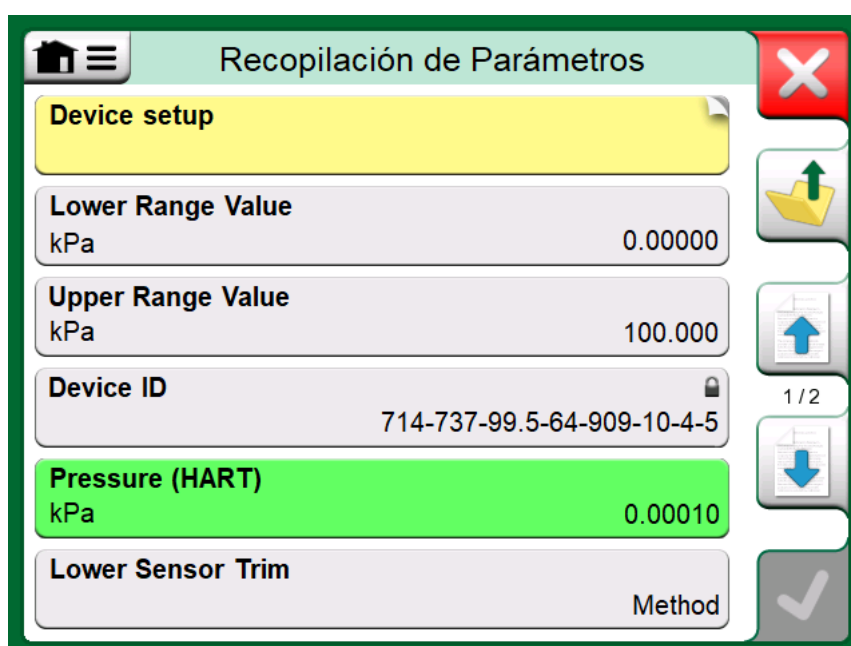 Recopilación de Parámetros
Device setup
Lower Range Value
kPa 0.00000
Upper Range Value
kPa 100.000
Device ID
714-737-99.5-64-909-10-4-5
1 / 2
Pressure (HART)
kPa 0.00010
Lower Sensor Trim
Method